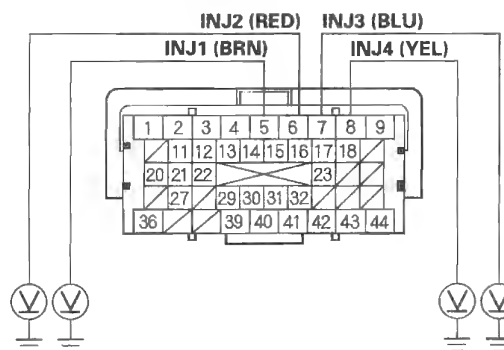 INJ2 (RED) INJ3 (BLU)
INJ1 (BRN) INJ4 (YEL)
1 2 3 4 5 6 7 8 9
11 12 13 14 15 16 17 18
20 21 22 23
27 29 30 31 32
36 39 40 41 42 43 44
V V V V